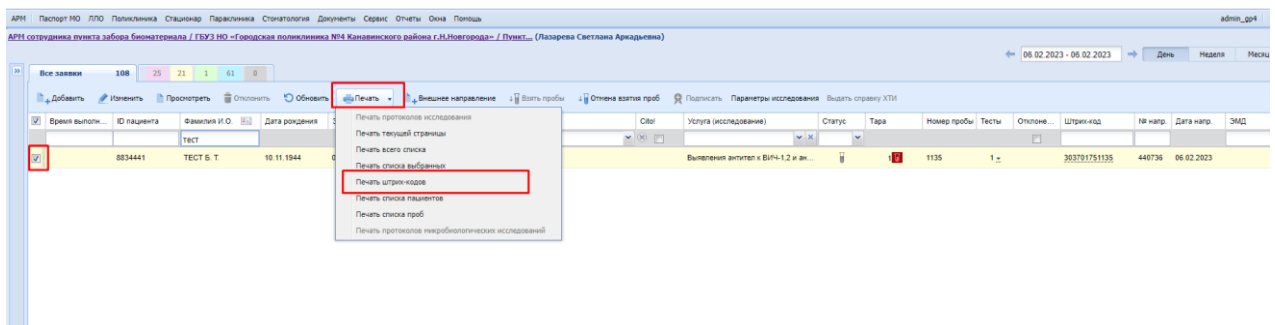 АРМ Паспорт МО ЛЛО Поликлиника Стационар Параклиника Стоматология Документы Сервис Отчеты Окна Помощь admin_gp4
АРМ сотрудника пункта забора биоматериала / ГБУЗ НО «Городская поликлиника №4 Канавинского района г.Н.Новгорода» / Пункт... (Лазарева Светлана Аркадьевна)
06.02.2023 - 06.02.2023 День Неделя Месяц
Все заявки 108 25 21 1 61 0
Добавить Изменить Просмотреть Отклонить Обновить Печать Внешнее направление Взять пробы Отмена взятия проб Подписать Параметры исследования Выдать справку ХТИ
Время выполн... ID пациента Фамилия И.О. Дата рождения Cito! Услуга (исследование) Статус Тара Номер пробы Тесты Отклоне... Штрих-код № напр. Дата напр. ЭМД
тест
8834441 ТЕСТ Б. Т. 10.11.1944 Выявления антител к ВИЧ-1,2 и ан... 1 1135 1 303701751135 440736 06.02.2023
Печать протоколов исследования
Печать текущей страницы
Печать всего списка
Печать списка выбранных
Печать штрих-кодов
Печать списка пациентов
Печать списка проб
Печать протоколов микробиологических исследований